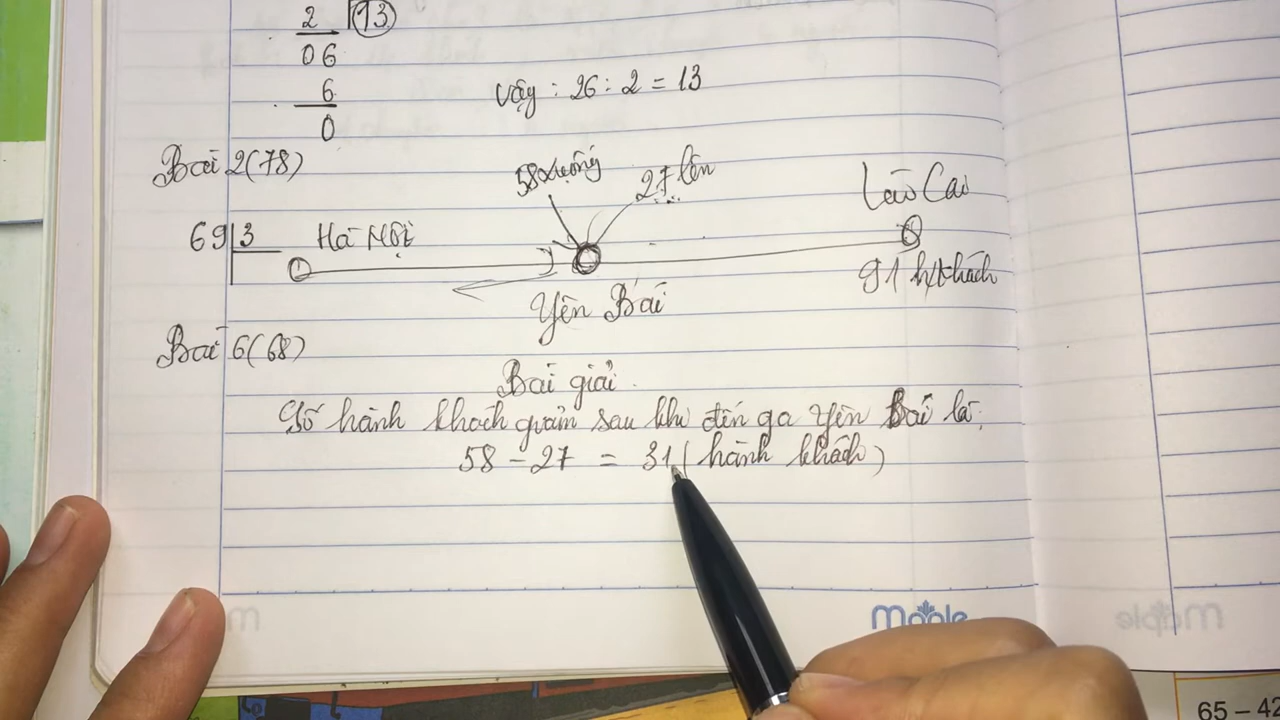 2 13
06
6
0
Vậy : 26 : 2 = 13
Bài 2(78)
58 xuống
27 lên
Lào Cai
69 3
Hà Nội
91 h/khách
Yên Bái
Bài 6(68)
Bài giải
Số hành khách giảm sau khi đến ga Yên Bái là:
58 - 27 = 31 (hành khách)
Maple
65 - 42